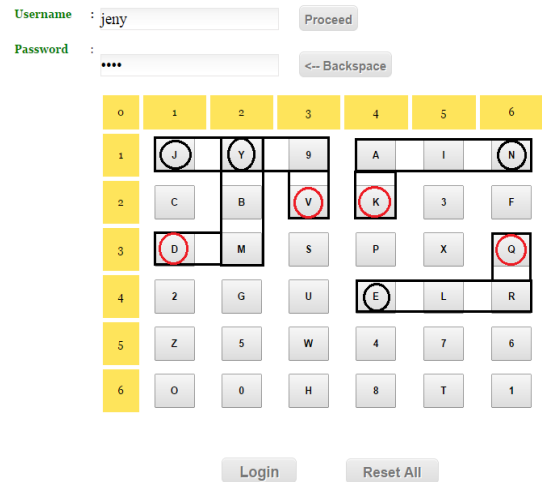 Username : jeny Proceed
Password : •••• <-- Backspace
0 1 2 3 4 5 6
1 J Y 9 A I N
2 C B V K 3 F
3 D M S P X Q
4 2 G U E L R
5 Z 5 W 4 7 6
6 O 0 H 8 T 1
Login Reset All